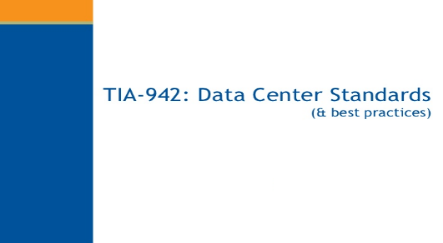 TIA-942: Data Center Standards
(& best practices)